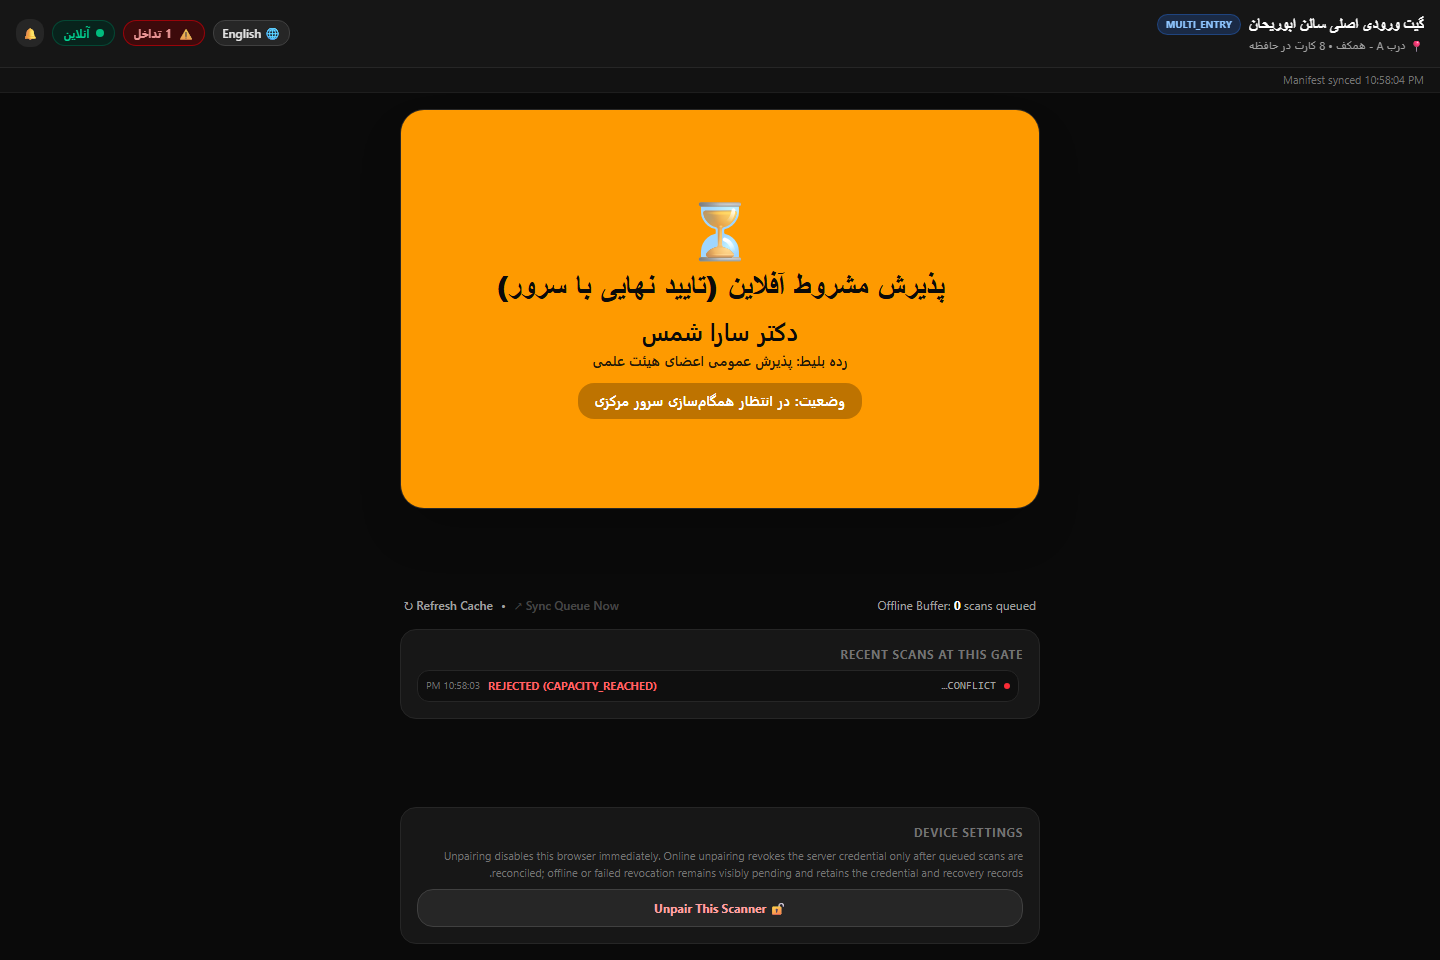 گیت ورودی اصلی سالن ابوریحان MULTI_ENTRY
درب A - همکف • 8 کارت در حافظه
English
1 تداخل
آنلاین
Manifest synced 10:58:04 PM
پذیرش مشروط آفلاین (تایید نهایی با سرور)
دکتر سارا شمس
رده بلیط: پذیرش عمومی اعضای هیئت علمی
وضعیت: در انتظار همگام‌سازی سرور مرکزی
Offline Buffer: 0 scans queued
↻ Refresh Cache • ↗ Sync Queue Now
RECENT SCANS AT THIS GATE
...CONFLICT
REJECTED (CAPACITY_REACHED)
PM 10:58:03
DEVICE SETTINGS
Unpairing disables this browser immediately. Online unpairing revokes the server credential only after queued scans are
.reconciled; offline or failed revocation remains visibly pending and retains the credential and recovery records
Unpair This Scanner